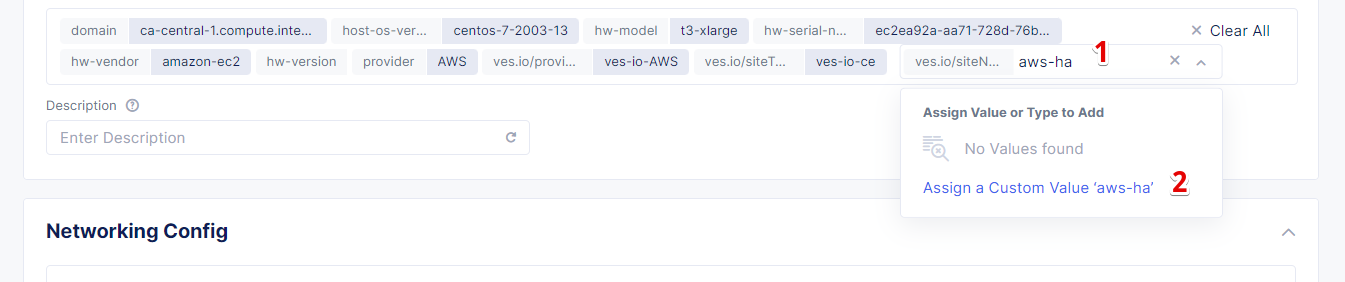 domain ca-central-1.compute.inte... host-os-ver... centos-7-2003-13 hw-model t3-xlarge hw-serial-n... ec2ea92a-aa71-728d-76b... Clear All
1
hw-vendor amazon-ec2 hw-version provider AWS ves.io/provi... ves-io-AWS ves.io/siteT... ves-io-ce ves.io/siteN... aws-ha
Description
Assign Value or Type to Add
Enter Description
No Values found
Assign a Custom Value ‘aws-ha’ 2
Networking Config